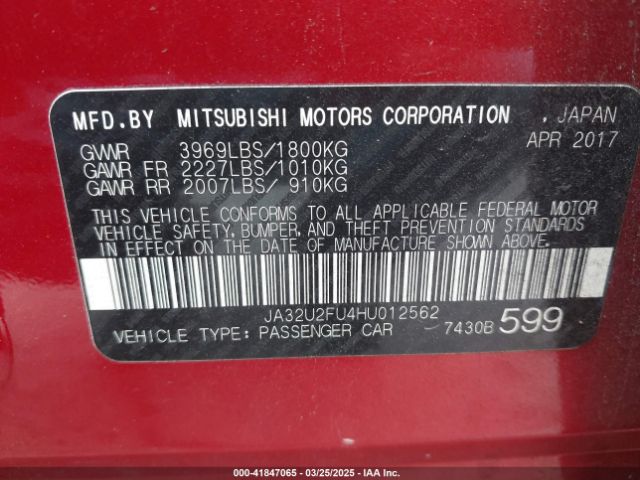 MFD.BY MITSUBISHI MOTORS CORPORATION , JAPAN
GVWR 3969LBS/1800KG APR 2017
GAWR FR 2227LBS/1010KG
GAWR RR 2007LBS/ 910KG
THIS VEHICLE CONFORMS TO ALL APPLICABLE FEDERAL MOTOR
VEHICLE SAFETY, BUMPER, AND THEFT PREVENTION STANDARDS
IN EFFECT ON THE DATE OF MANUFACTURE SHOWN ABOVE.
JA32U2FU4HU012562
VEHICLE TYPE: PASSENGER CAR 7430B 599
000-41847065 - 03/25/2025 - IAA Inc.